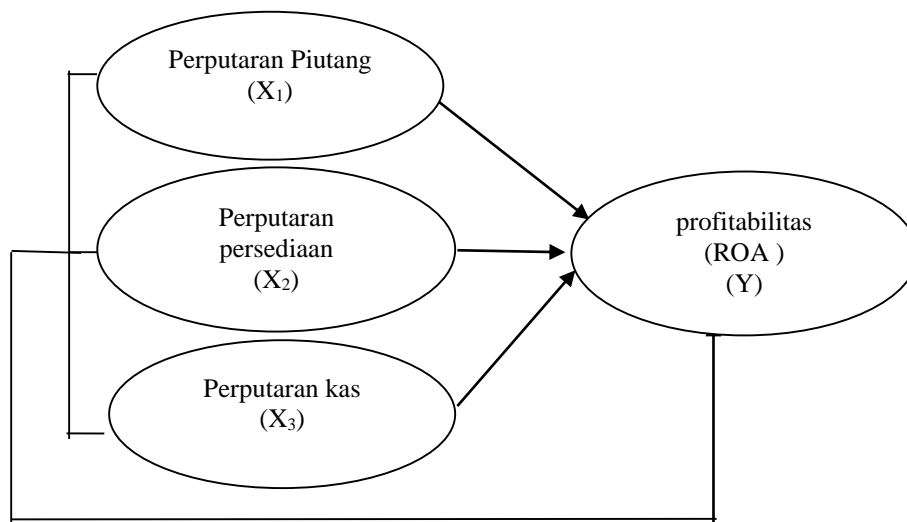 Perputaran Piutang
(X₁)
Perputaran
persediaan
(X₂)
Perputaran kas
(X₃)
profitabilitas
(ROA )
(Y)